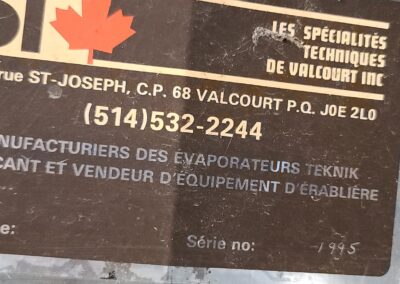 LES SPÉCIALITÉS
TECHNIQUES
DE VALCOURT INC
rue ST-JOSEPH, C.P. 68 VALCOURT P.Q. J0E 2L0
(514)532-2244
NUFACTURIERS DES ÉVAPORATEURS TEKNIK
CANT ET VENDEUR D'ÉQUIPEMENT D'ÉRABLIÈRE
e:
Série no: 1995